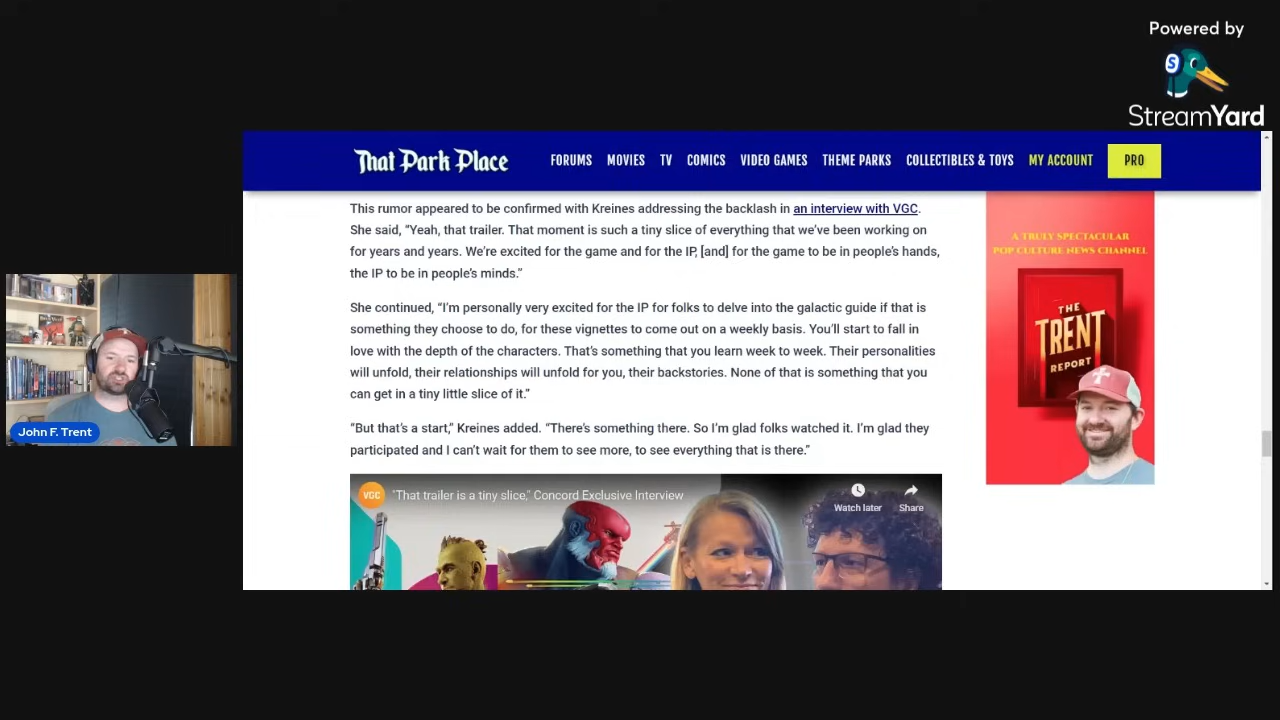 Powered by
S
StreamYard
That Park Place
FORUMS MOVIES TV COMICS VIDEO GAMES THEME PARKS COLLECTIBLES & TOYS MY ACCOUNT PRO
This rumor appeared to be confirmed with Kreines addressing the backlash in an interview with VGC.
She said, “Yeah, that trailer. That moment is such a tiny slice of everything that we’ve been working on
for years and years. We’re excited for the game and for the IP, [and] for the game to be in people’s hands,
the IP to be in people’s minds.”
She continued, “I’m personally very excited for the IP for folks to delve into the galactic guide if that is
something they choose to do, for these vignettes to come out on a weekly basis. You’ll start to fall in
love with the depth of the characters. That’s something that you learn week to week. Their personalities
will unfold, their relationships will unfold for you, their backstories. None of that is something that you
can get in a tiny little slice of it.”
“But that’s a start,” Kreines added. “There’s something there. So I’m glad folks watched it. I’m glad they
participated and I can’t wait for them to see more, to see everything that is there.”
VGC "That trailer is a tiny slice," Concord Exclusive Interview
Watch later Share
A TRULY SPECTACULAR
POP CULTURE NEWS CHANNEL
THE
TRENT
REPORT
John F. Trent